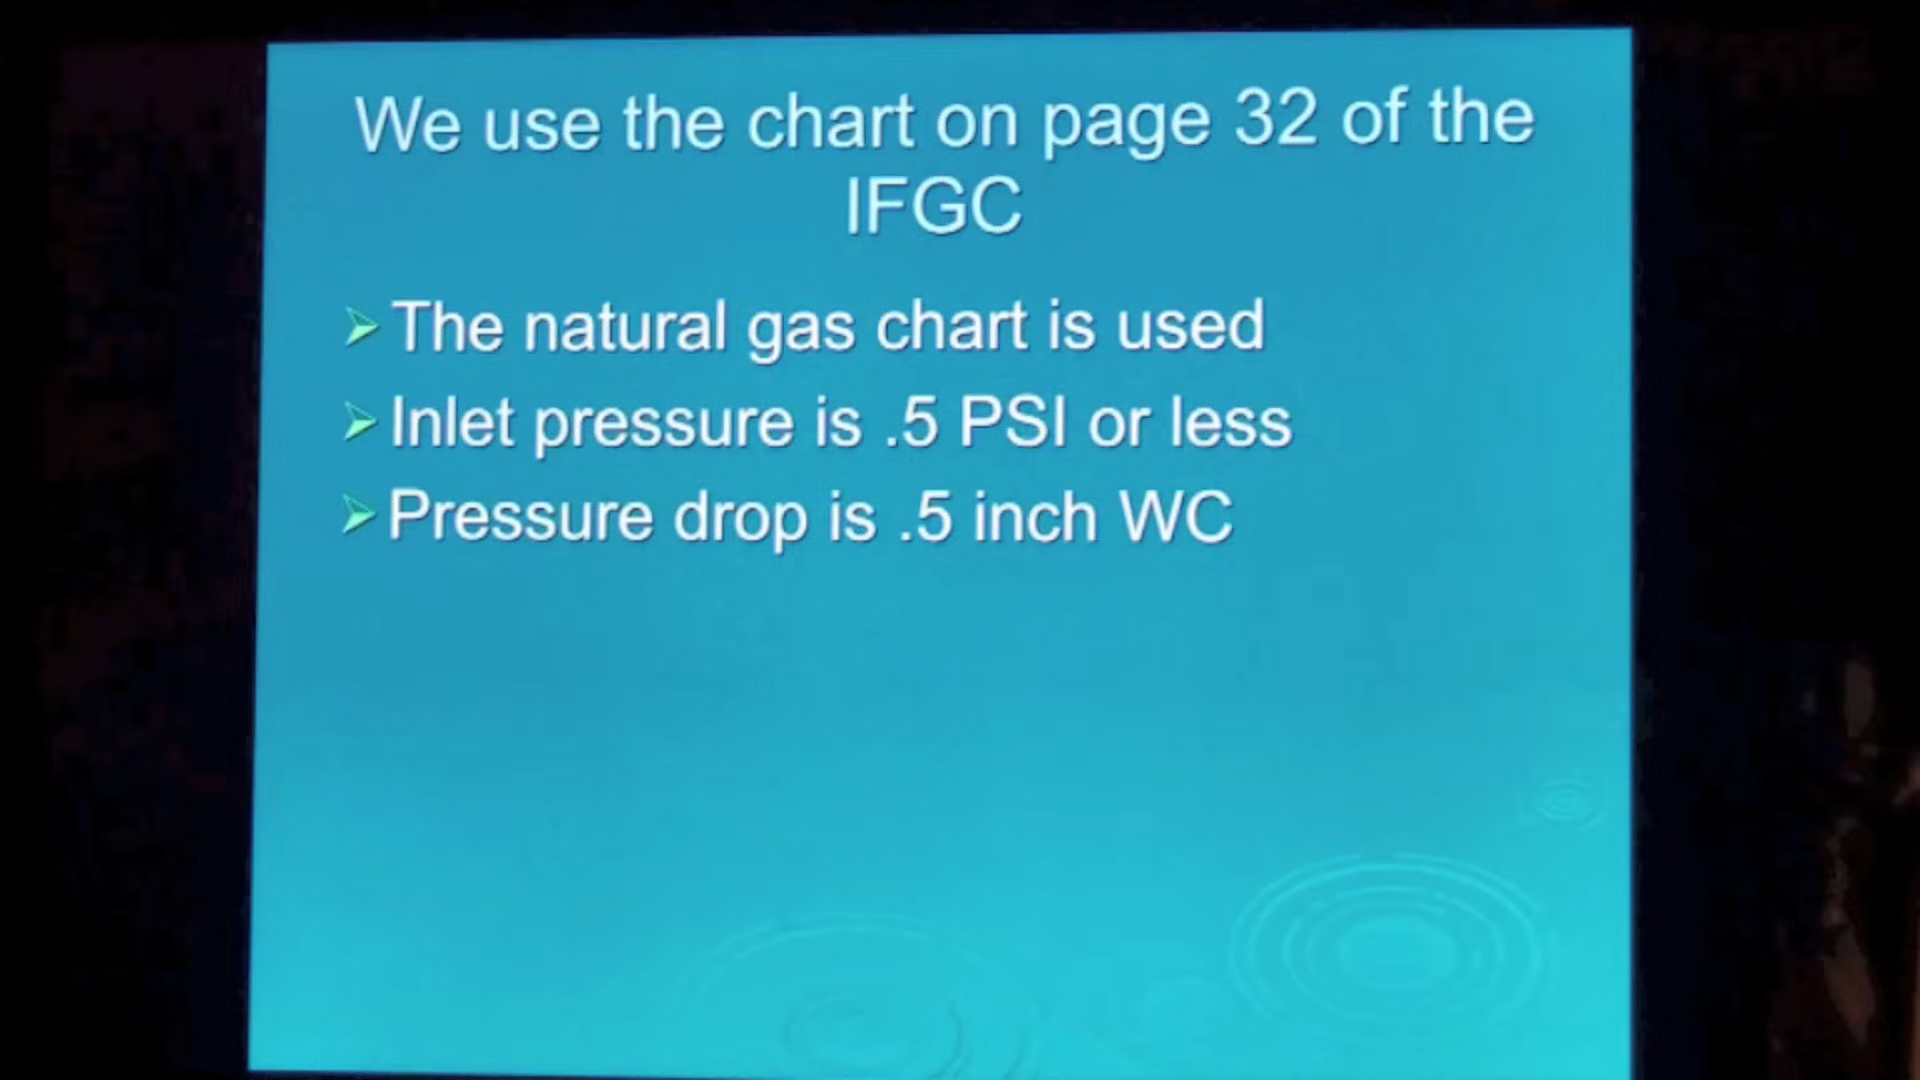 We use the chart on page 32 of the
IFGC
The natural gas chart is used
Inlet pressure is .5 PSI or less
Pressure drop is .5 inch WC